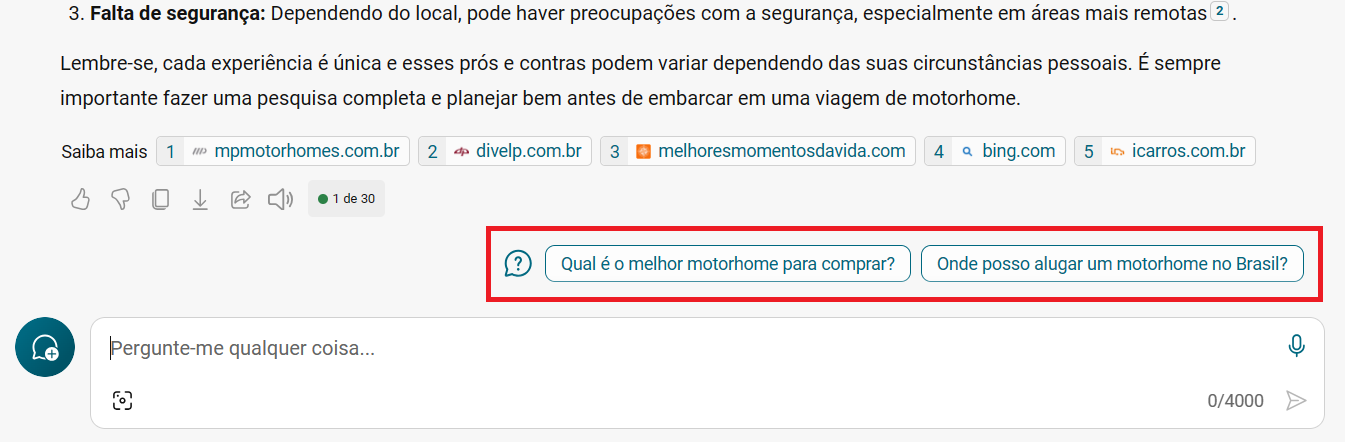 3. Falta de segurança: Dependendo do local, pode haver preocupações com a segurança, especialmente em áreas mais remotas 2 .
Lembre-se, cada experiência é única e esses prós e contras podem variar dependendo das suas circunstâncias pessoais. É sempre
importante fazer uma pesquisa completa e planejar bem antes de embarcar em uma viagem de motorhome.
Saiba mais 1 mpmotorhomes.com.br 2 divelp.com.br 3 melhoresmomentosdavida.com 4 bing.com 5 icarros.com.br
1 de 30
Qual é o melhor motorhome para comprar? Onde posso alugar um motorhome no Brasil?
Pergunte-me qualquer coisa...
0/4000